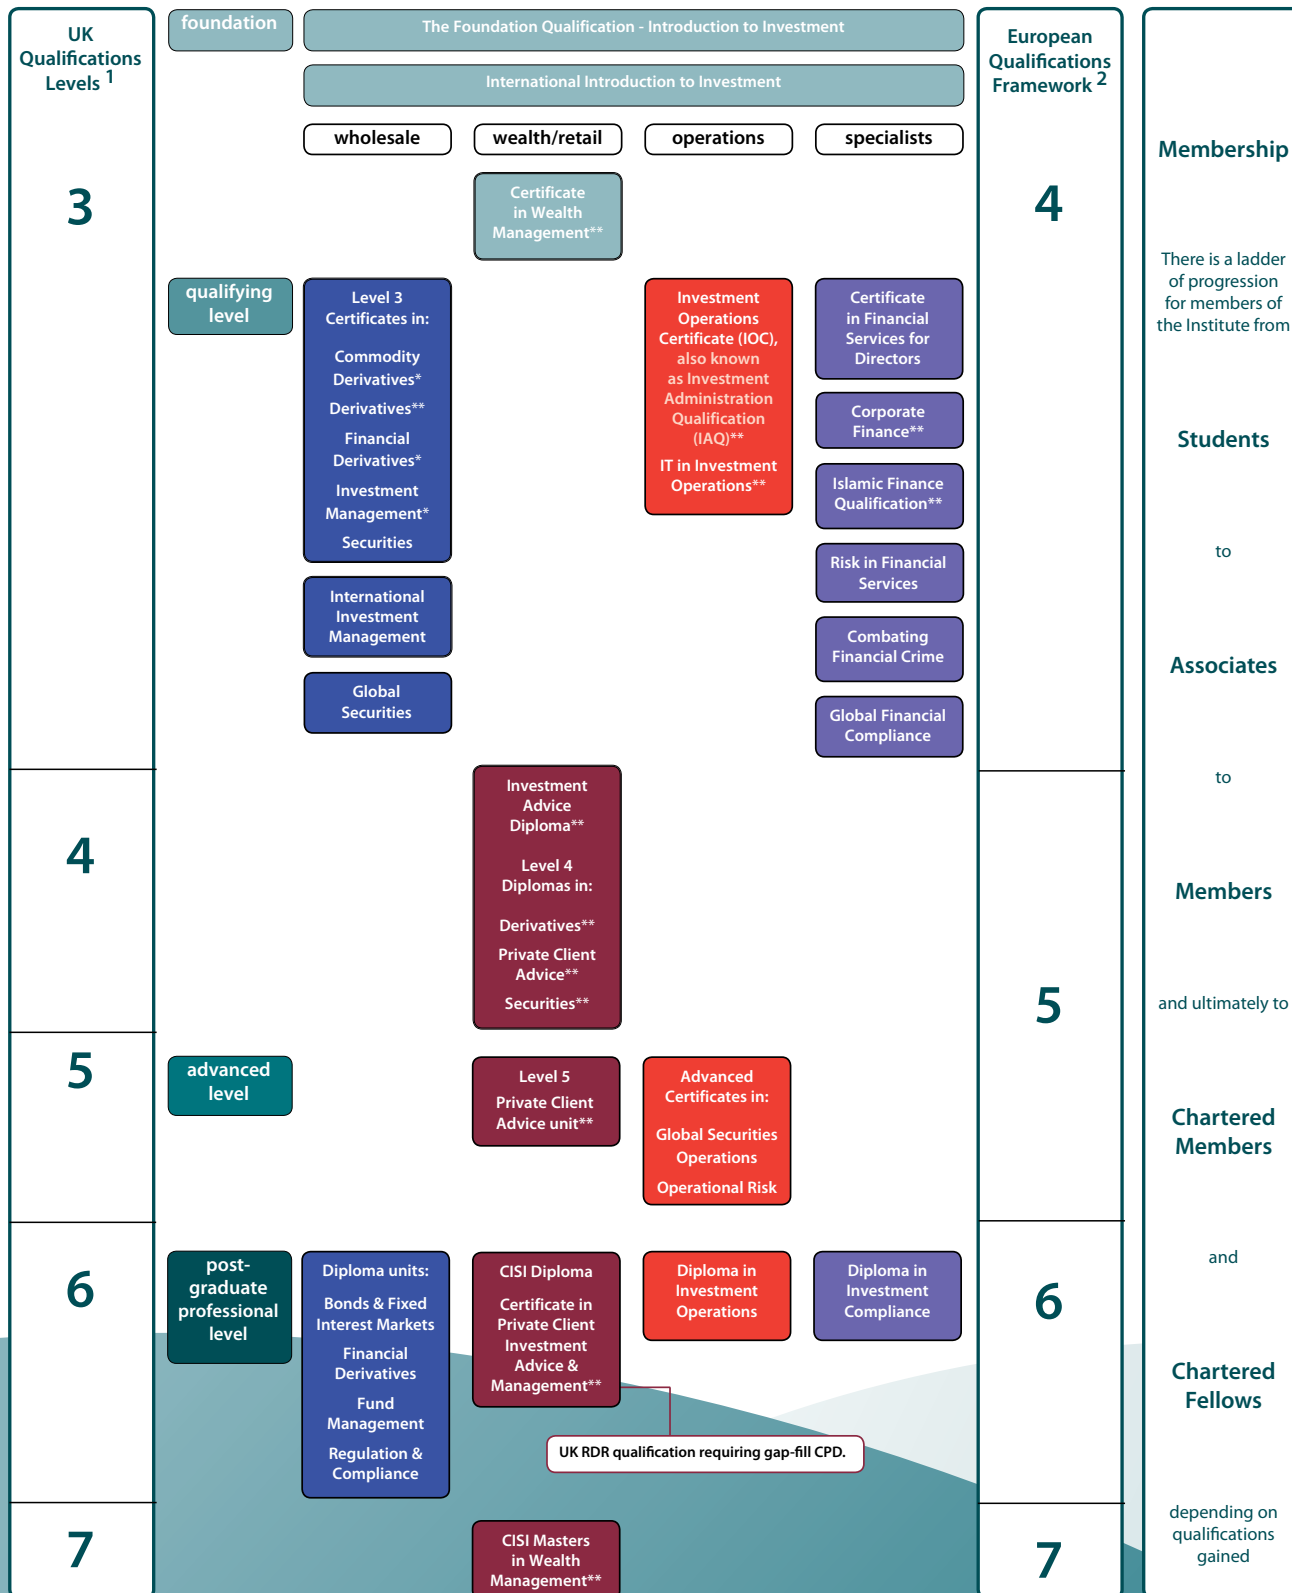 UK
Qualifications
Levels 1
3
4
5
6
7
foundation
The Foundation Qualification - Introduction to Investment
International Introduction to Investment
wholesale
wealth/retail
operations
specialists
Certificate
in Wealth
Management**
qualifying
level
Level 3
Certificates in:
Commodity
Derivatives*
Derivatives**
Financial
Derivatives*
Investment
Management*
Securities
International
Investment
Management
Global
Securities
Investment
Operations
Certificate (IOC),
also known
as Investment
Administration
Qualification
(IAQ)**
IT in Investment
Operations**
Certificate
in Financial
Services for
Directors
Corporate
Finance**
Islamic Finance
Qualification**
Risk in Financial
Services
Combating
Financial Crime
Global Financial
Compliance
Investment
Advice
Diploma**
Level 4
Diplomas in:
Derivatives**
Private Client
Advice**
Securities**
advanced
level
Level 5
Private Client
Advice unit**
Advanced
Certificates in:
Global Securities
Operations
Operational Risk
post-
graduate
professional
level
Diploma units:
Bonds & Fixed
Interest Markets
Financial
Derivatives
Fund
Management
Regulation &
Compliance
CISI Diploma
Certificate in
Private Client
Investment
Advice &
Management**
Diploma in
Investment
Operations
Diploma in
Investment
Compliance
UK RDR qualification requiring gap-fill CPD.
CISI Masters
in Wealth
Management**
European
Qualifications
Framework 2
4
5
6
7
Membership
There is a ladder
of progression
for members of
the Institute from
Students
to
Associates
to
Members
and ultimately to
Chartered
Members
and
Chartered
Fellows
depending on
qualifications
gained